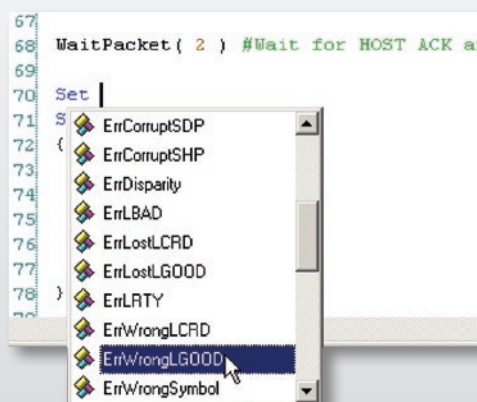 67
68 WaitPacket( 2 ) #Wait for HOST ACK
69
70 Set
71 S
72 {
73
74
75
76
77
78 }
ErrCorruptSDP
ErrCorruptSHP
ErrDisparity
ErrLBAD
ErrLostLCRD
ErrLostLGOOD
ErrLRTY
ErrWrongLCRD
ErrWrongLGOOD
ErrWrongSymbol